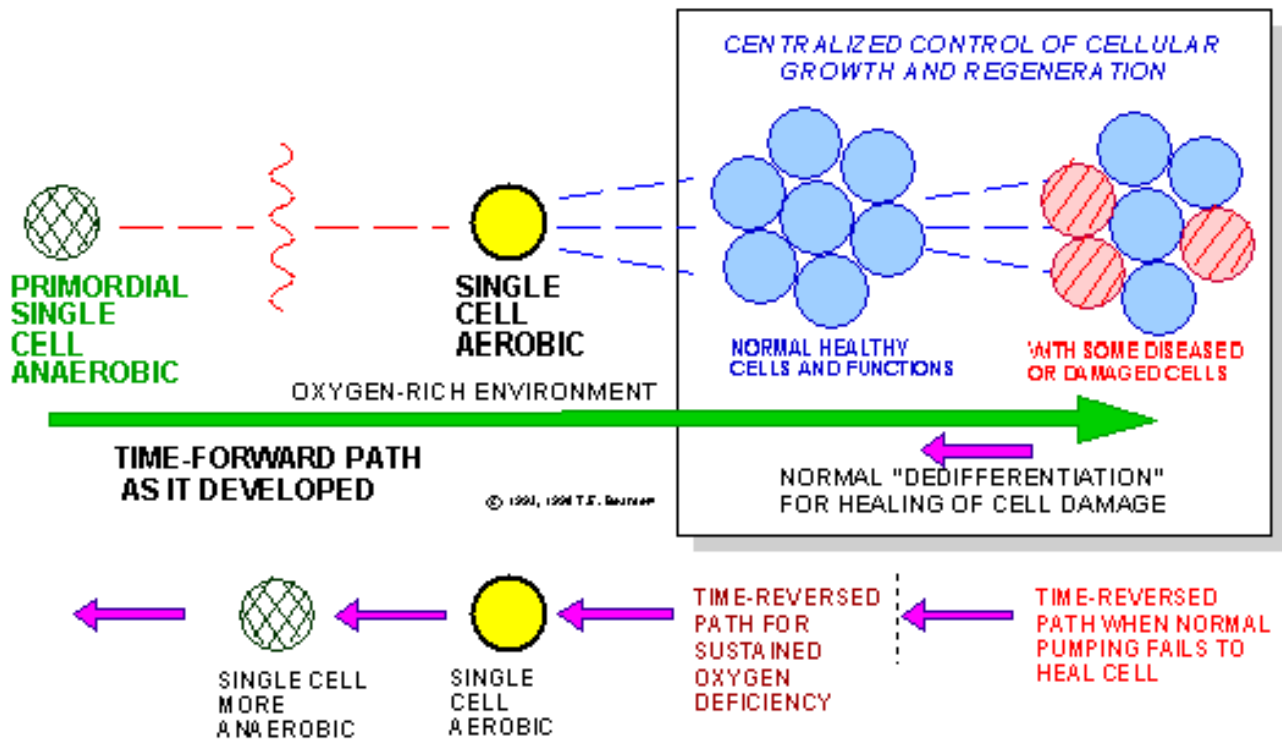 CENTRALIZED CONTROL OF CELLULAR
GROWTH AND REGENERATION
PRIMORDIAL
SINGLE
CELL
ANAEROBIC
SINGLE
CELL
AEROBIC
NORMAL HEALTHY
CELLS AND FUNCTIONS
WITH SOME DISEASED
OR DAMAGED CELLS
OXYGEN-RICH ENVIRONMENT
TIME-FORWARD PATH
AS IT DEVELOPED
© T.E.
NORMAL "DEDIFFERENTIATION"
FOR HEALING OF CELL DAMAGE
SINGLE CELL
MORE
ANAEROBIC
SINGLE
CELL
AEROBIC
TIME-REVERSED
PATH FOR
SUSTAINED
OXYGEN
DEFICIENCY
TIME-REVERSED
PATH WHEN NORMAL
PUMPING FAILS TO
HEAL CELL